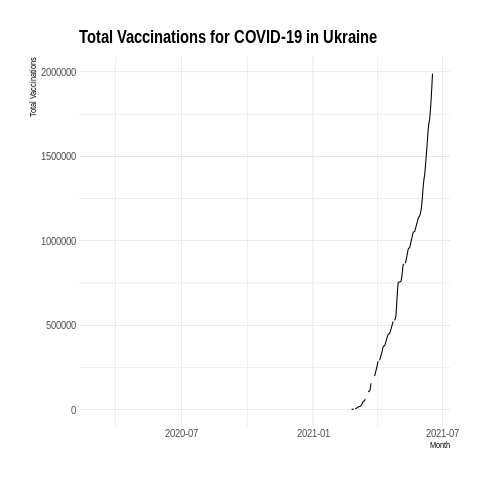 Total Vaccinations for COVID-19 in Ukraine
Total Vaccinations
2000000
1500000
1000000
500000
0
2020-07
2021-01
2021-07
Month